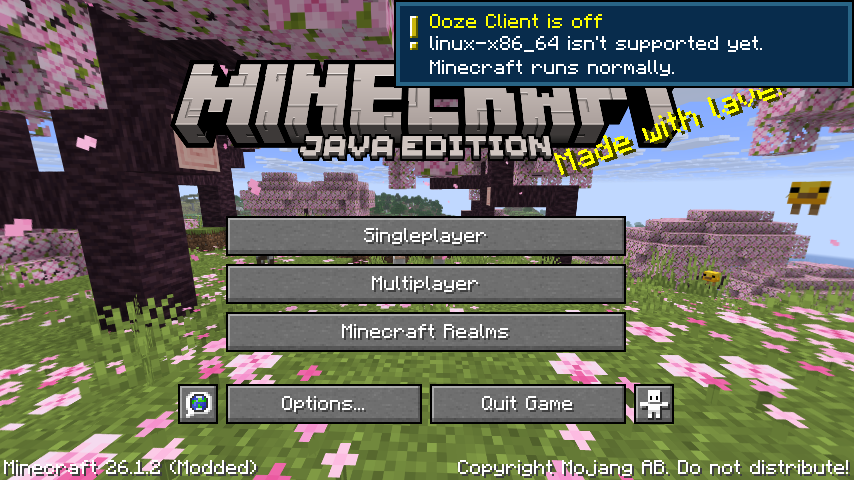 Ooze Client is off
linux-x86_64 isn't supported yet.
Minecraft runs normally.
MINECRAFT
JAVA EDITION
Made with
Singleplayer
Multiplayer
Minecraft Realms
Options...
Quit Game
Minecraft 26.1.2 (Modded)
Copyright Mojang AB. Do not distribute!